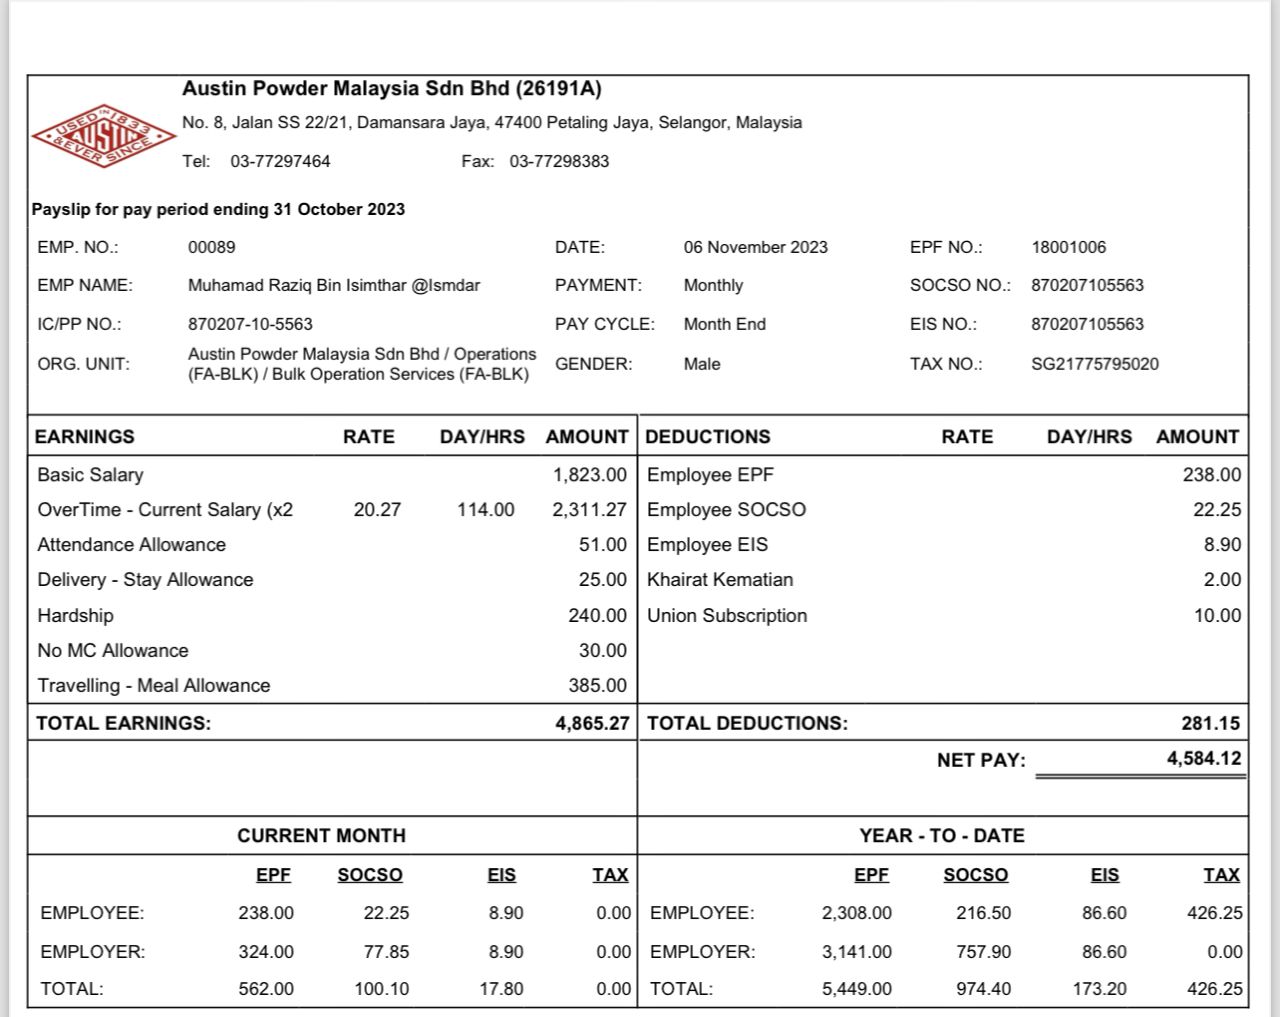 Austin Powder Malaysia Sdn Bhd (26191A)
USED IN 1833
AUSTIN
& EVER SINCE
No. 8, Jalan SS 22/21, Damansara Jaya, 47400 Petaling Jaya, Selangor, Malaysia
Tel: 03-77297464 Fax: 03-77298383
Payslip for pay period ending 31 October 2023
EMP. NO.: 00089 DATE: 06 November 2023 EPF NO.: 18001006
EMP NAME: Muhamad Raziq Bin Isimthar @Ismdar PAYMENT: Monthly SOCSO NO.: 870207105563
IC/PP NO.: 870207-10-5563 PAY CYCLE: Month End EIS NO.: 870207105563
ORG. UNIT: Austin Powder Malaysia Sdn Bhd / Operations
(FA-BLK) / Bulk Operation Services (FA-BLK) GENDER: Male TAX NO.: SG21775795020
EARNINGS RATE DAY/HRS AMOUNT DEDUCTIONS RATE DAY/HRS AMOUNT
Basic Salary 1,823.00 Employee EPF 238.00
OverTime - Current Salary (x2 20.27 114.00 2,311.27 Employee SOCSO 22.25
Attendance Allowance 51.00 Employee EIS 8.90
Delivery - Stay Allowance 25.00 Khairat Kematian 2.00
Hardship 240.00 Union Subscription 10.00
No MC Allowance 30.00
Travelling - Meal Allowance 385.00
TOTAL EARNINGS: 4,865.27 TOTAL DEDUCTIONS: 281.15
NET PAY: 4,584.12
CURRENT MONTH YEAR - TO - DATE
EPF SOCSO EIS TAX EPF SOCSO EIS TAX
EMPLOYEE: 238.00 22.25 8.90 0.00 EMPLOYEE: 2,308.00 216.50 86.60 426.25
EMPLOYER: 324.00 77.85 8.90 0.00 EMPLOYER: 3,141.00 757.90 86.60 0.00
TOTAL: 562.00 100.10 17.80 0.00 TOTAL: 5,449.00 974.40 173.20 426.25